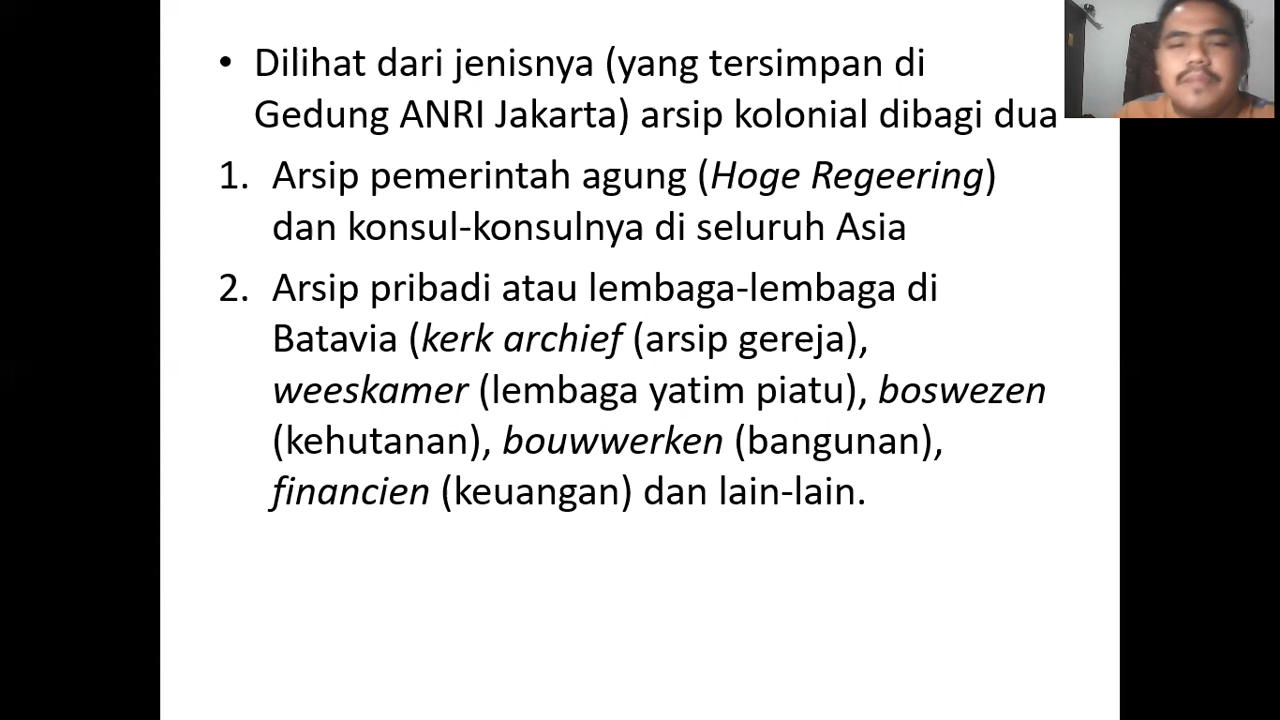 • Dilihat dari jenisnya (yang tersimpan di
Gedung ANRI Jakarta) arsip kolonial dibagi dua
1. Arsip pemerintah agung (Hoge Regeering)
dan konsul-konsulnya di seluruh Asia
2. Arsip pribadi atau lembaga-lembaga di
Batavia (kerk archief (arsip gereja),
weeskamer (lembaga yatim piatu), boswezen
(kehutanan), bouwwerken (bangunan),
financien (keuangan) dan lain-lain.